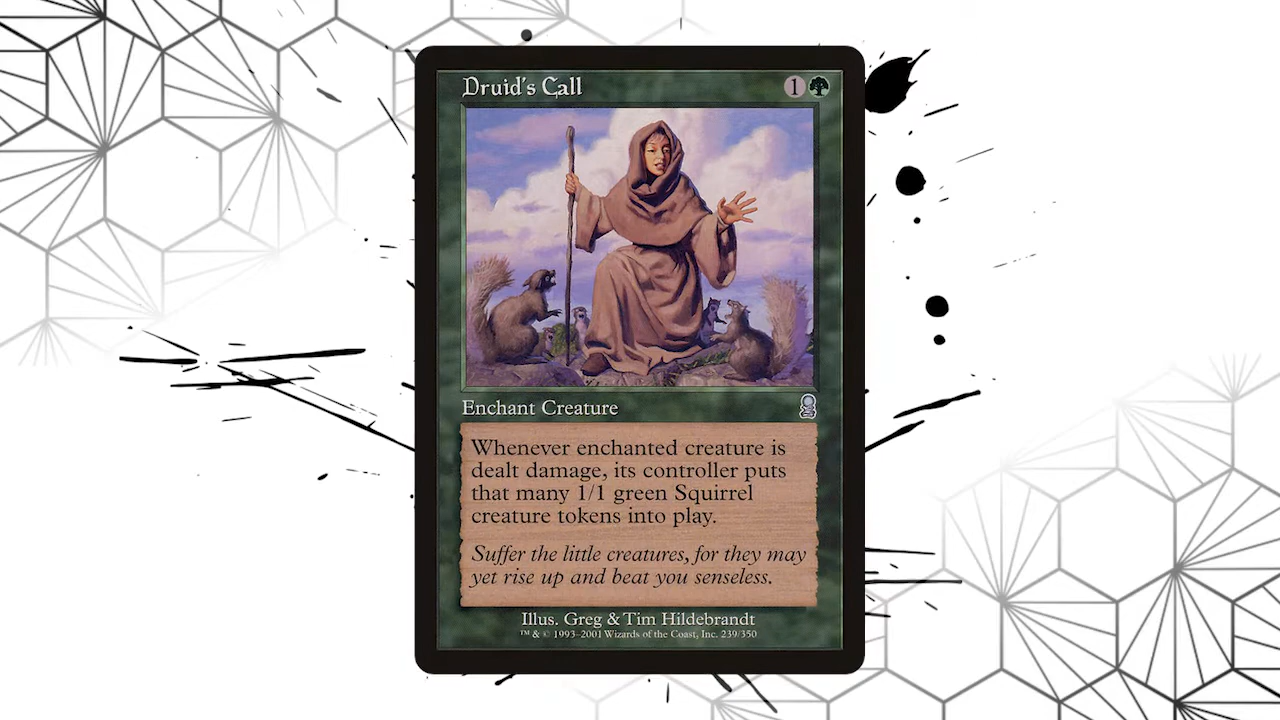 Druid's Call
1
Enchant Creature
Whenever enchanted creature is
dealt damage, its controller puts
that many 1/1 green Squirrel
creature tokens into play.
Suffer the little creatures, for they may
yet rise up and beat you senseless.
Illus. Greg & Tim Hildebrandt
™ & © 1993–2001 Wizards of the Coast, Inc. 239/350